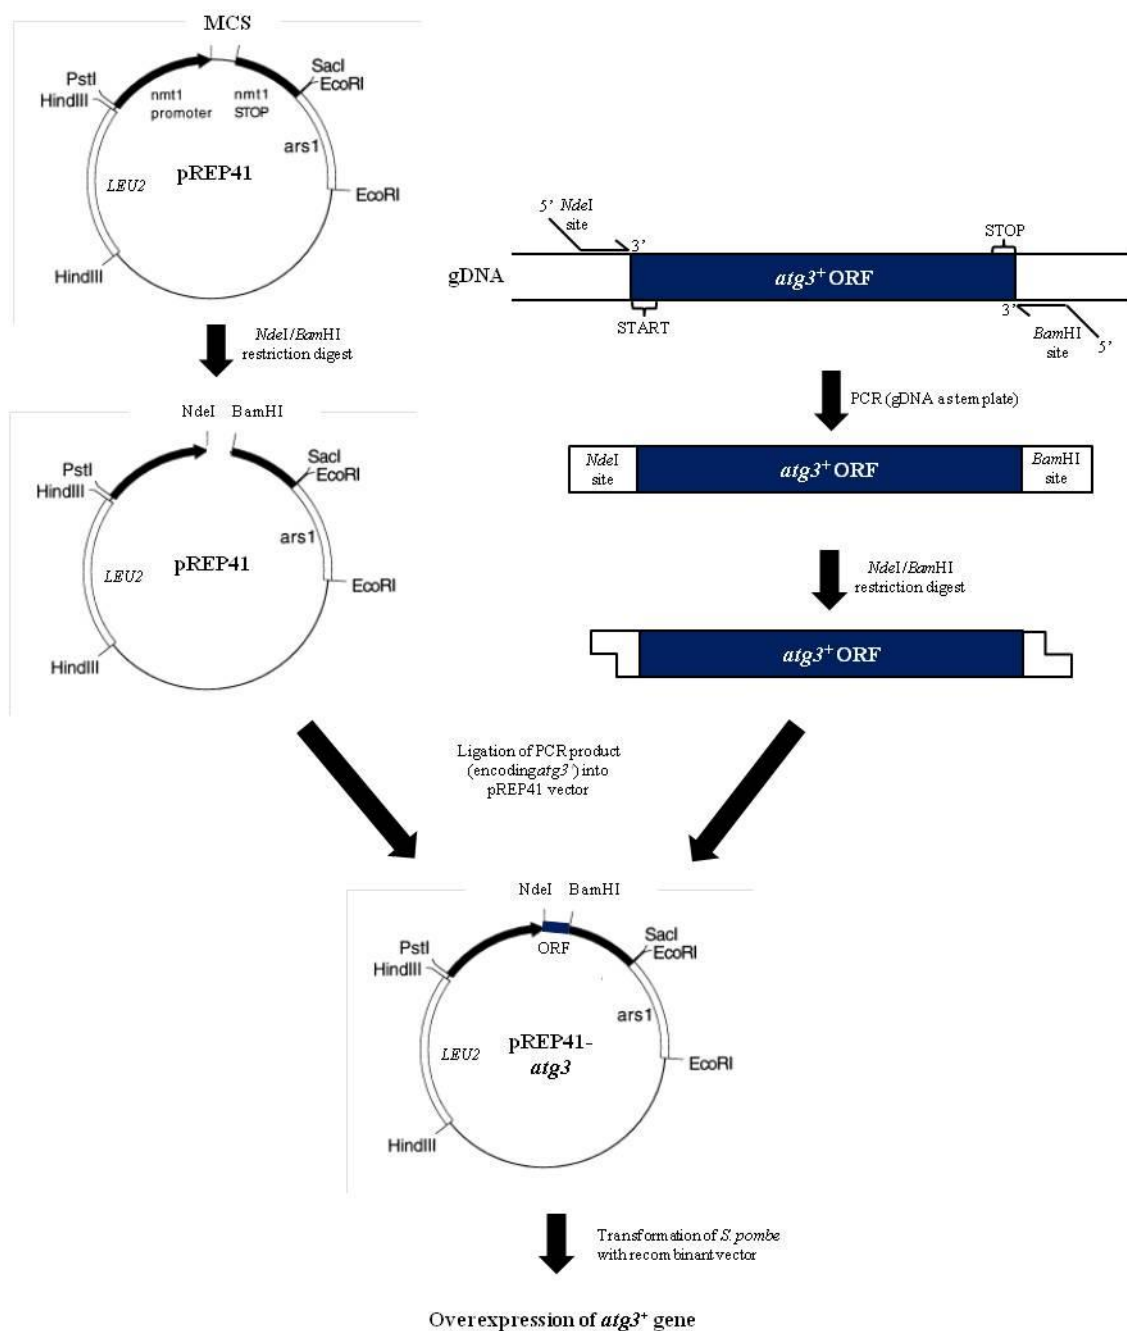 MCS
PstI
HindIII
nmt1
promoter
nmt1
STOP
SacI
EcoRI
ars1
LEU2
pREP41
EcoRI
HindIII
5’ NdeI
site
3’
STOP
gDNA
atg3+ ORF
START
3’
BamHI
site
5’
NdeI/BamHI
restriction digest
PCR (gDNA as template)
NdeI
BamHI
PstI
HindIII
SacI
EcoRI
ars1
LEU2
pREP41
EcoRI
HindIII
NdeI
site
atg3+ ORF
BamHI
site
NdeI/BamHI
restriction digest
atg3+ ORF
Ligation of PCR product
(encoding atg3+) into
pREP41 vector
NdeI
BamHI
ORF
PstI
HindIII
SacI
EcoRI
ars1
LEU2
pREP41-
atg3
EcoRI
HindIII
Transformation of S. pombe
with recombinant vector
Overexpression of atg3+ gene